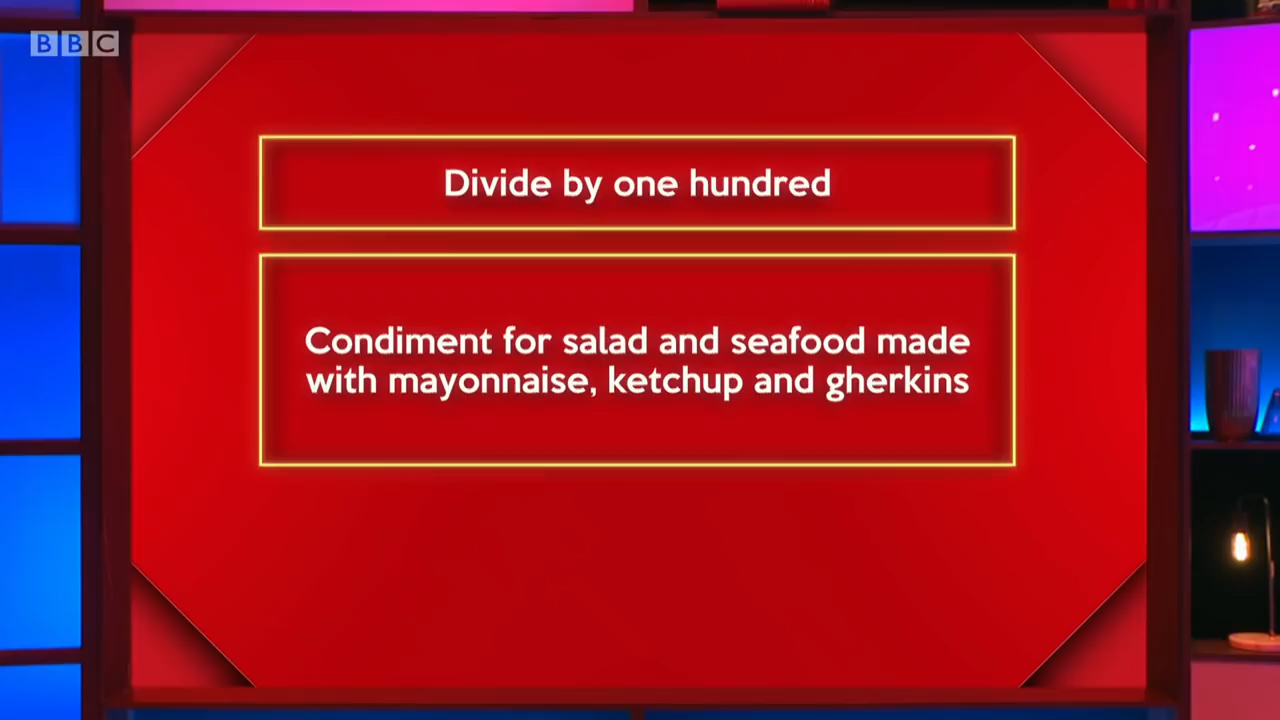 BBC
Divide by one hundred
Condiment for salad and seafood made
with mayonnaise, ketchup and gherkins